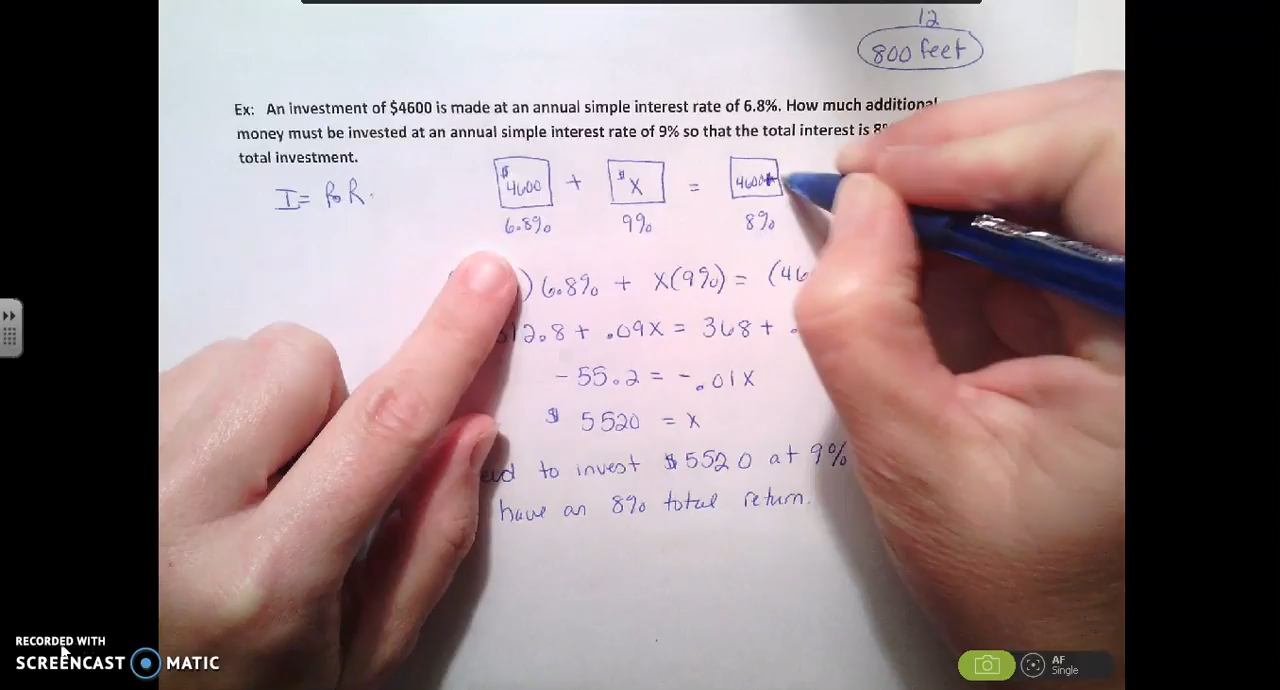 12
800 feet
Ex: An investment of $4600 is made at an annual simple interest rate of 6.8%. How much additional
money must be invested at an annual simple interest rate of 9% so that the total interest is 8%
total investment.
$4600 + $X = 4600+
6.8% 9% 8%
I = PoR.
) 6.8% + X(9%) = (46
12.8 + .09X = 368 + .
-55.2 = -.01X
$ 5520 = X
to invest $5520 at 9%
have an 8% total return.
RECORDED WITH
SCREENCAST MATIC
AF
Single